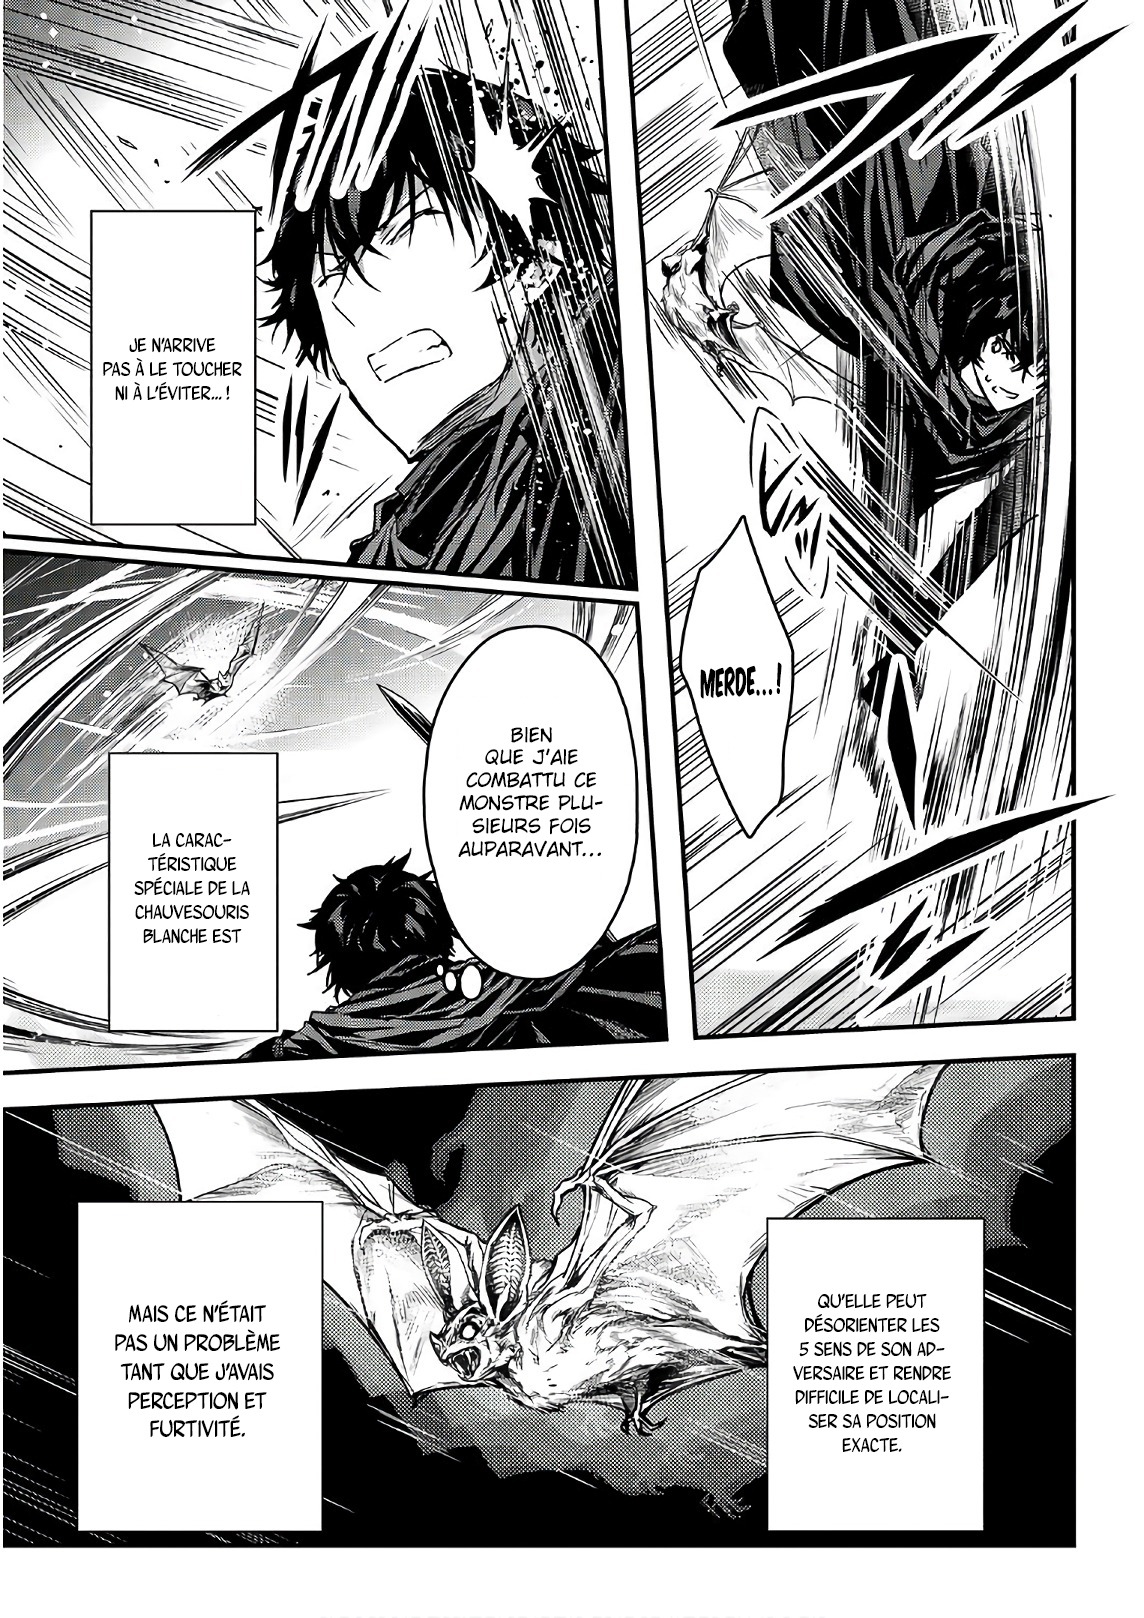 MERDE...!
JE N'ARRIVE
PAS À LE TOUCHER
NI À L'ÉVITER...!
BIEN
QUE J'AIE
COMBATTU CE
MONSTRE PLU-
SIEURS FOIS
AUPARAVANT...
LA CARAC-
TÉRISTIQUE
SPÉCIALE DE LA
CHAUVESOURIS
BLANCHE EST
QU'ELLE PEUT
DÉSORIENTER LES
5 SENS DE SON AD-
VERSAIRE ET RENDRE
DIFFICILE DE LOCALI-
SER SA POSITION
EXACTE.
MAIS CE N'ÉTAIT
PAS UN PROBLÈME
TANT QUE J'AVAIS
PERCEPTION ET
FURTIVITÉ.